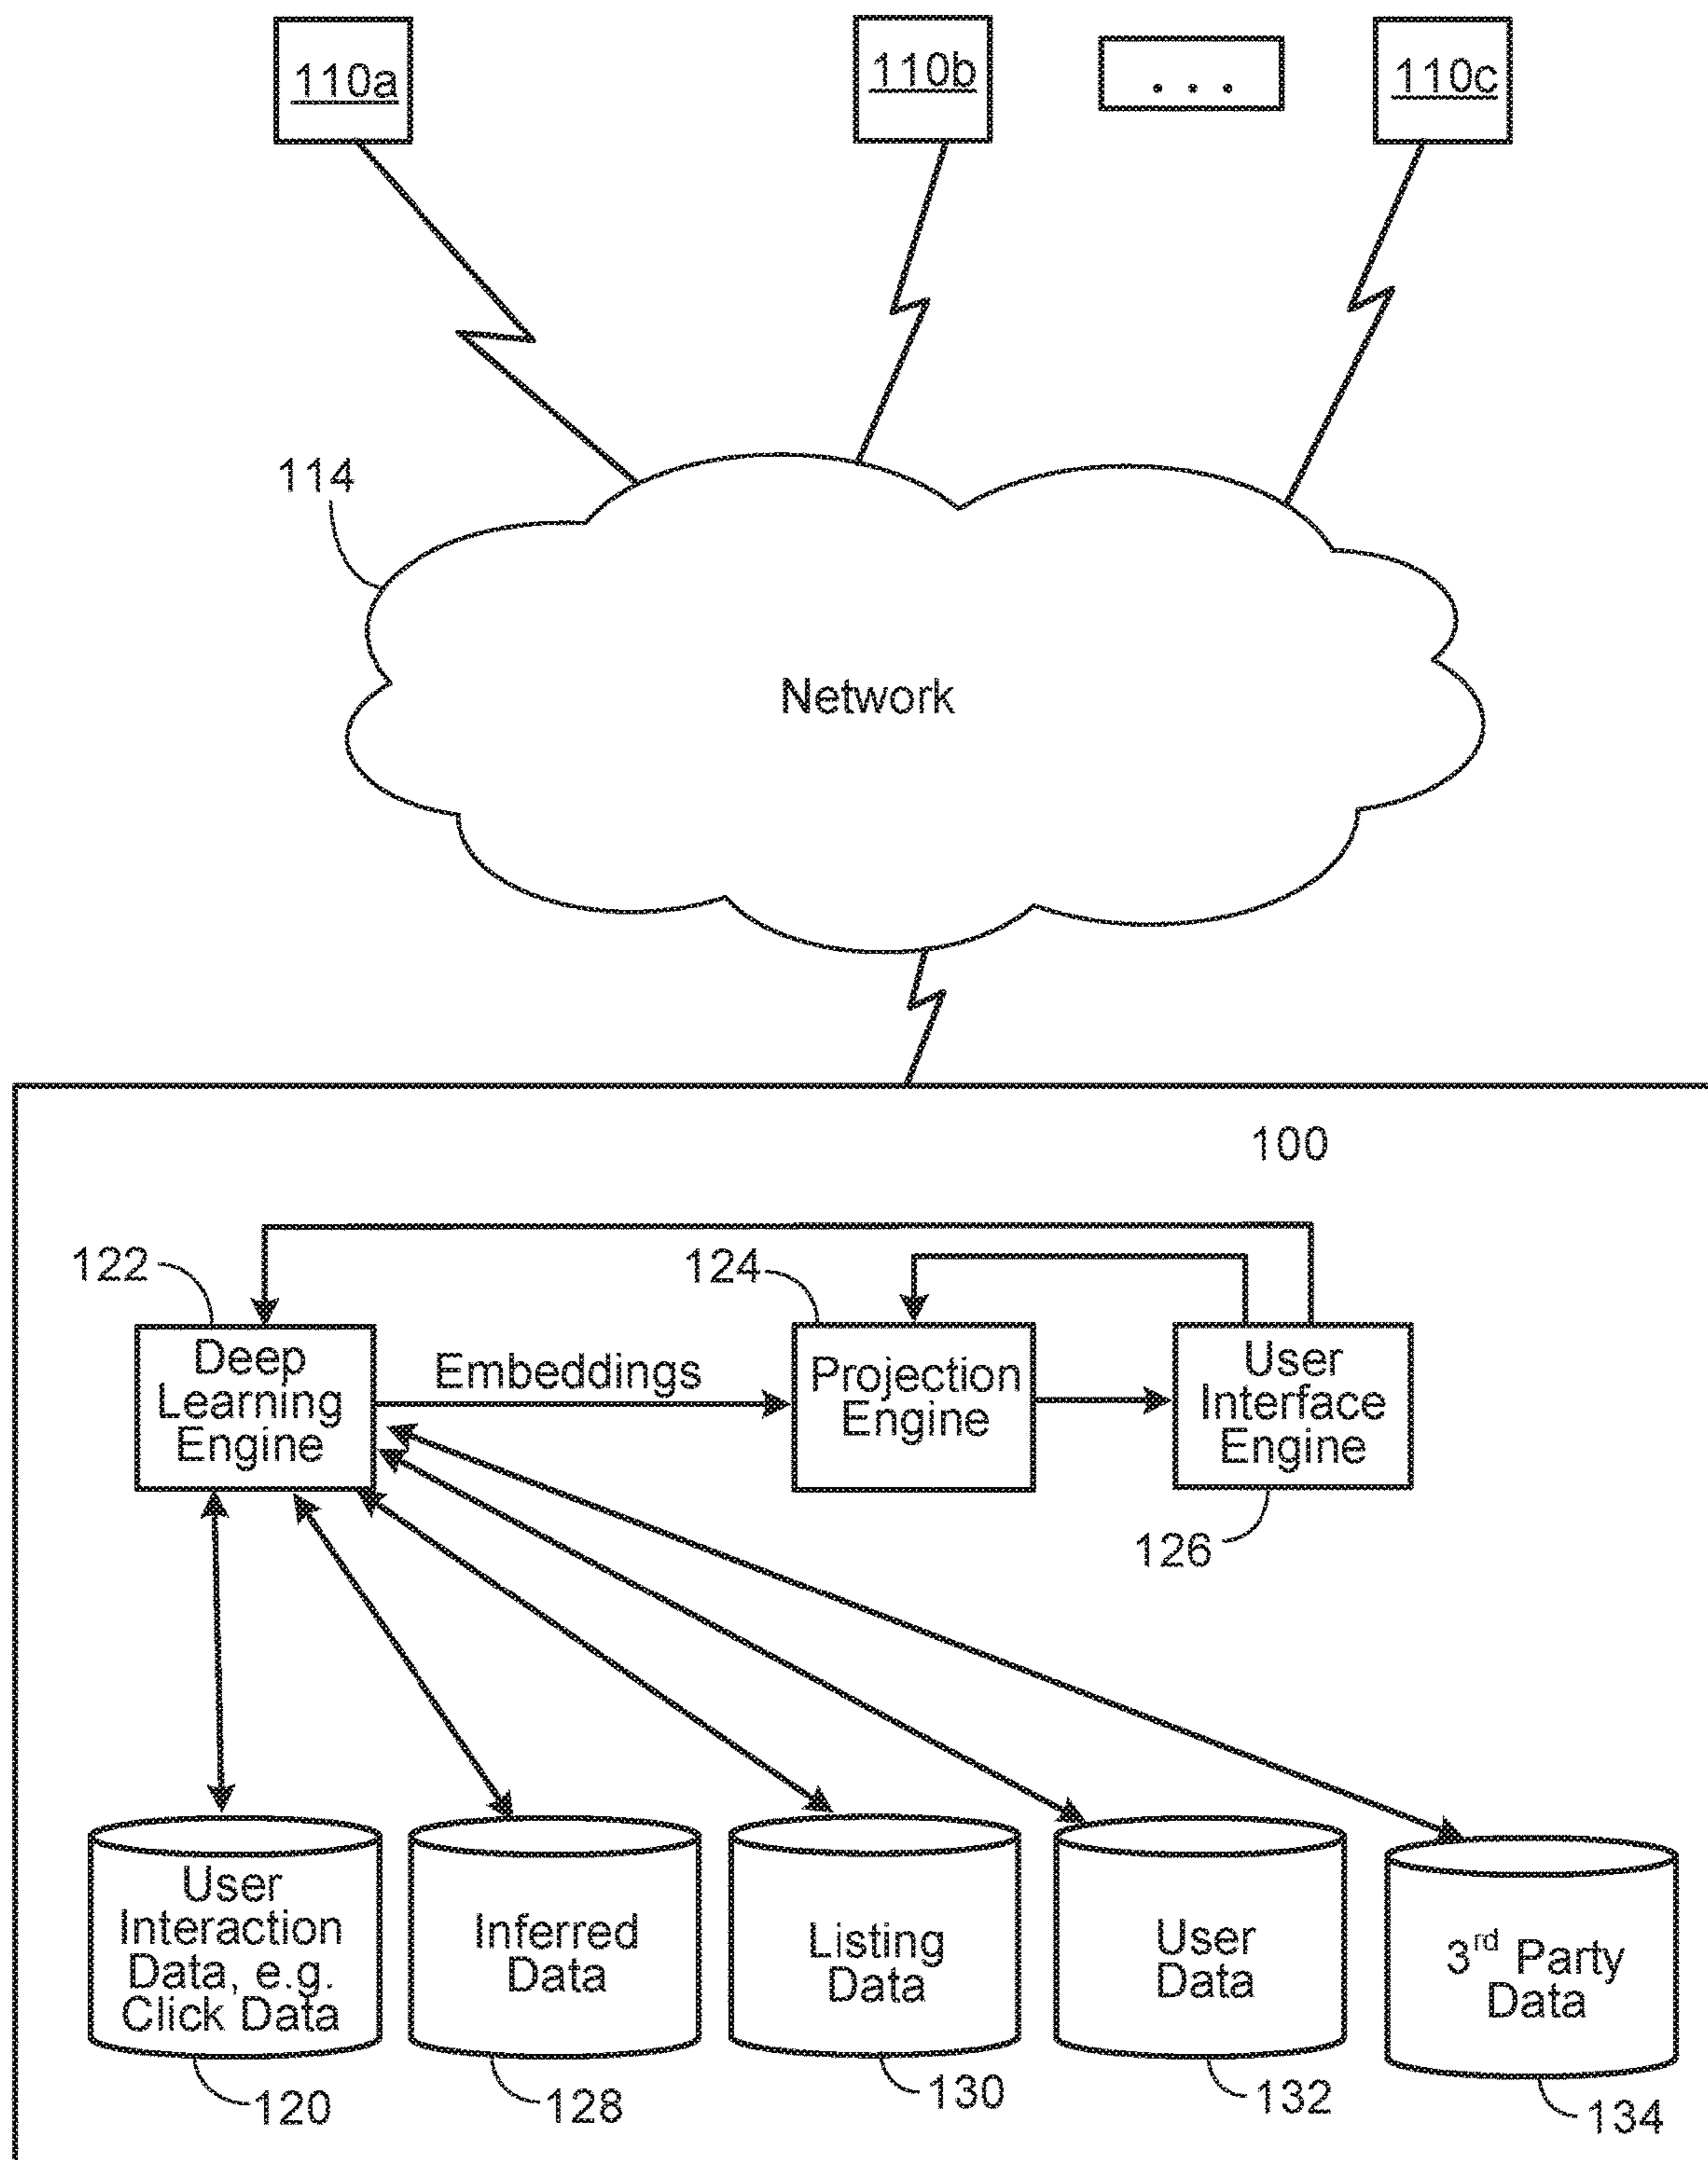 110a
110b
. . .
110c
114
Network
100
122
124
Deep
Learning
Engine
Embeddings
Projection
Engine
User
Interface
Engine
126
User
Interaction
Data, e.g.
Click Data
Inferred
Data
Listing
Data
User
Data
3rd Party
Data
120
128
130
132
134